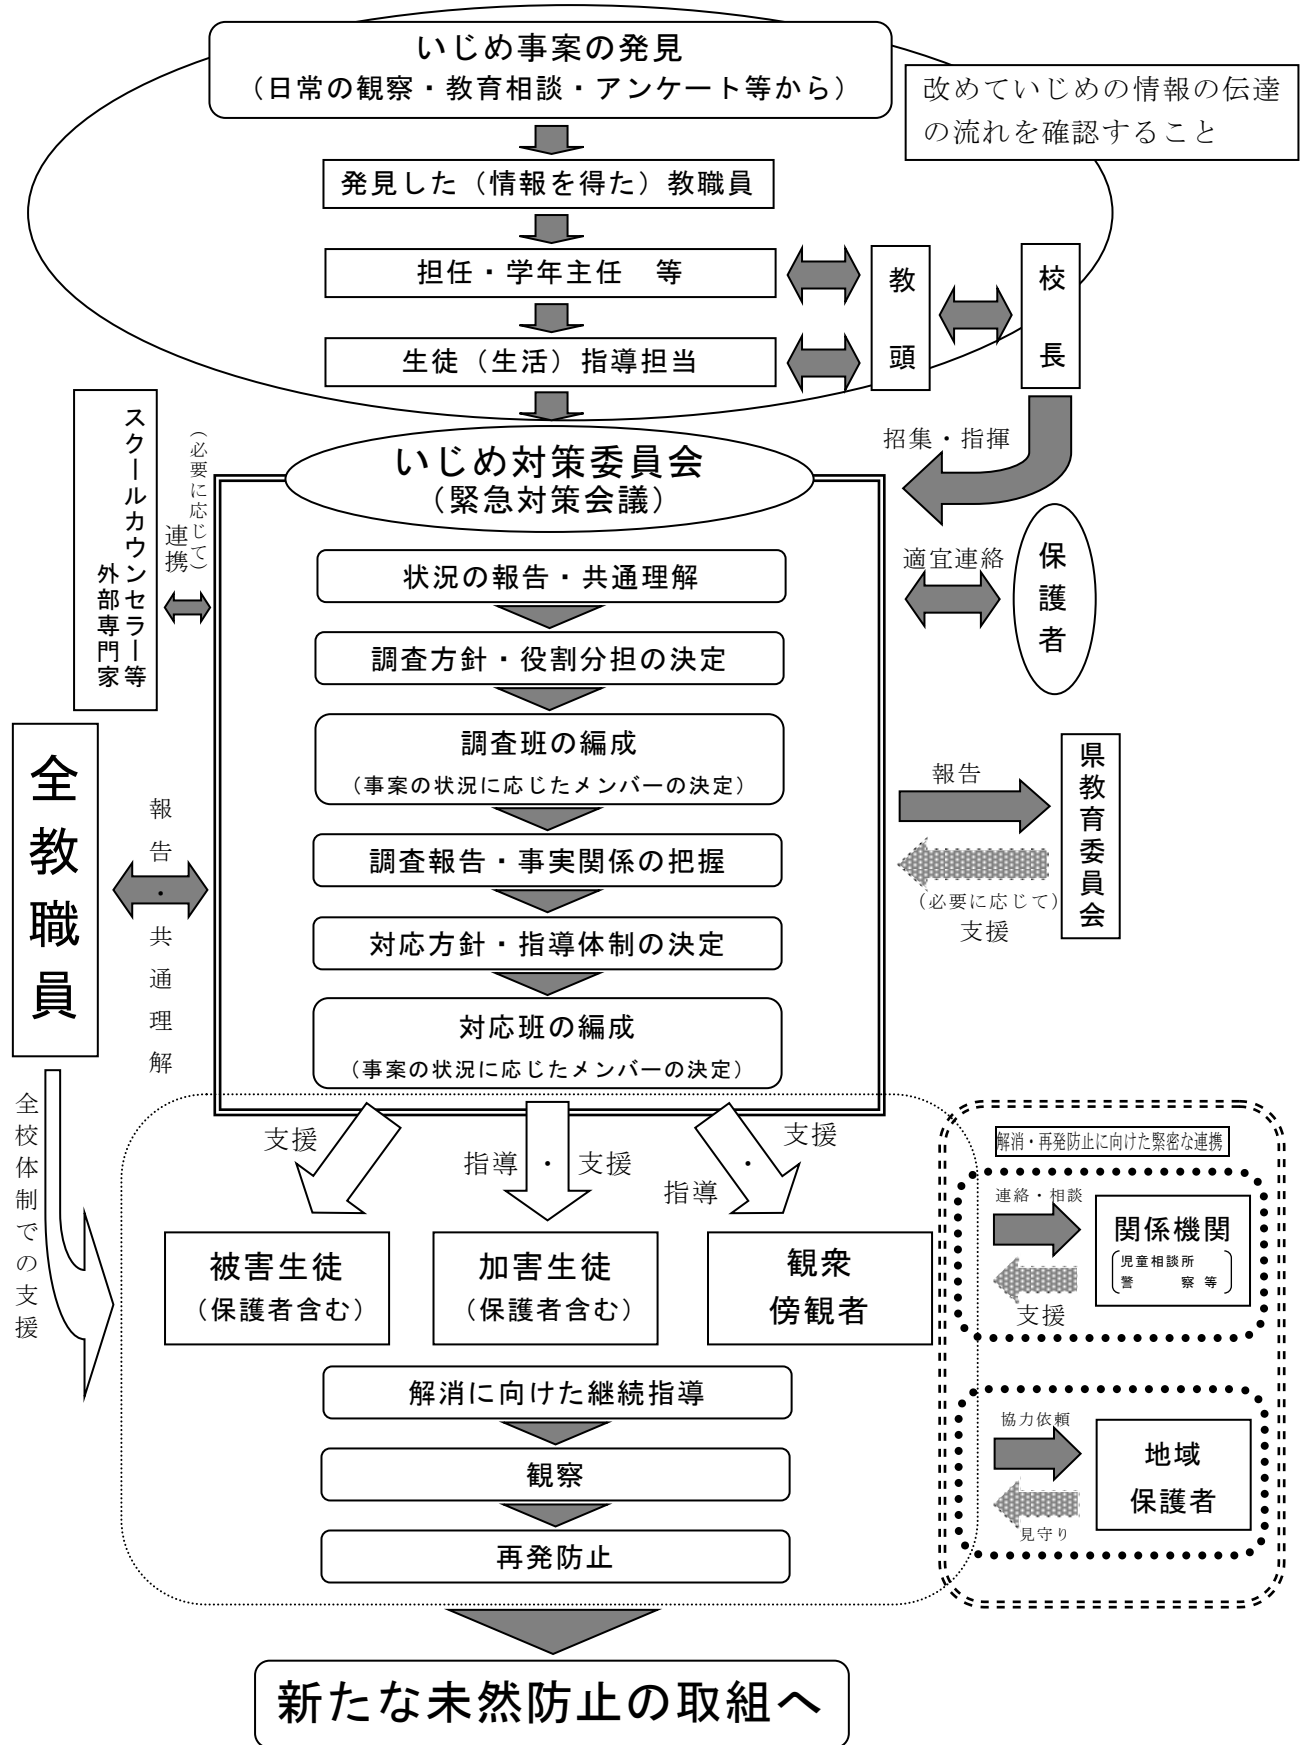 いじめ事案の発見
（日常の観察・教育相談・アンケート等から）
改めていじめの情報の伝達
の流れを確認すること
発見した（情報を得た）教職員
担任・学年主任　等
教頭
校長
生徒（生活）指導担当
招集・指揮
いじめ対策委員会
（緊急対策会議）
スクールカウンセラー等
外部専門家
（必要に応じて）
連携
適宜連絡
保護者
状況の報告・共通理解
調査方針・役割分担の決定
調査班の編成
（事案の状況に応じたメンバーの決定）
調査報告・事実関係の把握
対応方針・指導体制の決定
対応班の編成
（事案の状況に応じたメンバーの決定）
全教職員
報告・共通理解
報告
（必要に応じて）
支援
県教育委員会
全校体制での支援
支援
指導・支援
支援
・
指導
被害生徒
（保護者含む）
加害生徒
（保護者含む）
観衆
傍観者
解消に向けた継続指導
観察
再発防止
解消・再発防止に向けた緊密な連携
連絡・相談
関係機関
児童相談所
警　察等
支援
協力依頼
地域
保護者
見守り
新たな未然防止の取組へ